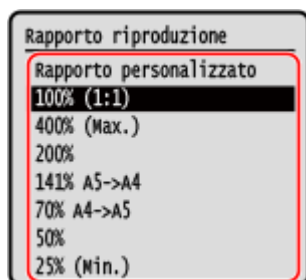 Rapporto riproduzione
Rapporto personalizzato
100% (1:1)
400% (Max.)
200%
141% A5->A4
70% A4->A5
50%
25% (Min.)